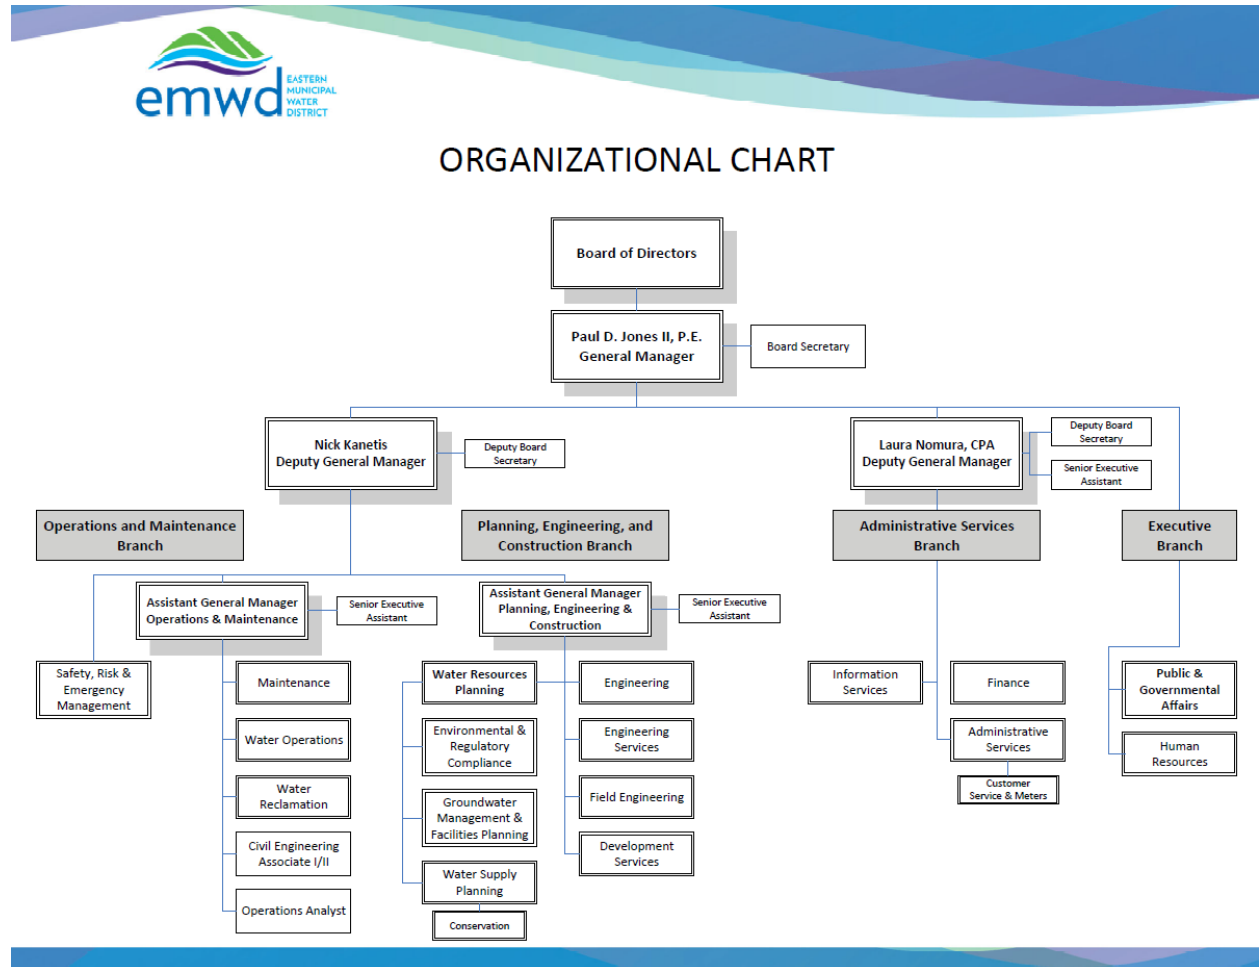 emwd
EASTERN
MUNICIPAL
WATER
DISTRICT
ORGANIZATIONAL CHART
Board of Directors
Paul D. Jones II, P.E.
General Manager
Board Secretary
Nick Kanetis
Deputy General Manager
Deputy Board
Secretary
Laura Nomura, CPA
Deputy General Manager
Deputy Board
Secretary
Senior Executive
Assistant
Operations and Maintenance
Branch
Planning, Engineering, and
Construction Branch
Administrative Services
Branch
Executive
Branch
Assistant General Manager
Operations & Maintenance
Senior Executive
Assistant
Assistant General Manager
Planning, Engineering &
Construction
Senior Executive
Assistant
Safety, Risk &
Emergency
Management
Maintenance
Water Operations
Water
Reclamation
Civil Engineering
Associate I/II
Operations Analyst
Water Resources
Planning
Environmental &
Regulatory
Compliance
Groundwater
Management &
Facilities Planning
Water Supply
Planning
Conservation
Engineering
Engineering
Services
Field Engineering
Development
Services
Information
Services
Finance
Administrative
Services
Customer
Service & Meters
Public &
Governmental
Affairs
Human
Resources